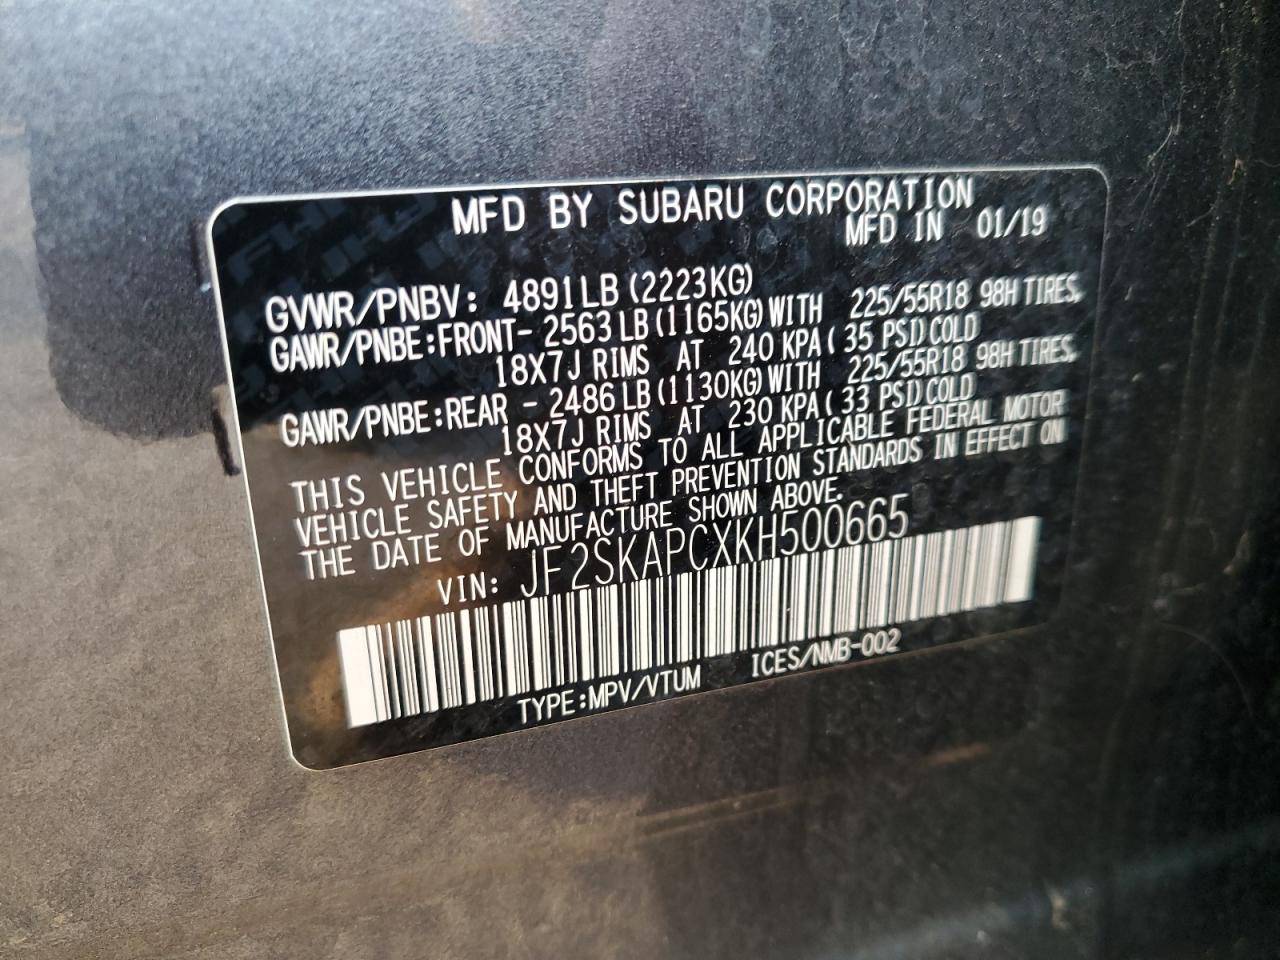 MFD BY SUBARU CORPORATION
MFD IN 01/19
GVWR/PNBV: 4891LB (2223KG)
GAWR/PNBE:FRONT- 2563LB (1165KG) WITH 225/55R18 98H TIRES,
18X7J RIMS AT 240 KPA ( 35 PSI) COLD
GAWR/PNBE:REAR - 2486LB (1130KG) WITH 225/55R18 98H TIRES,
18X7J RIMS AT 230 KPA ( 33 PSI) COLD
THIS VEHICLE CONFORMS TO ALL APPLICABLE FEDERAL MOTOR
VEHICLE SAFETY AND THEFT PREVENTION STANDARDS IN EFFECT ON
THE DATE OF MANUFACTURE SHOWN ABOVE.
VIN: JF2SKAPCXKH500665
TYPE:MPV/VTUM ICES/NMB-002